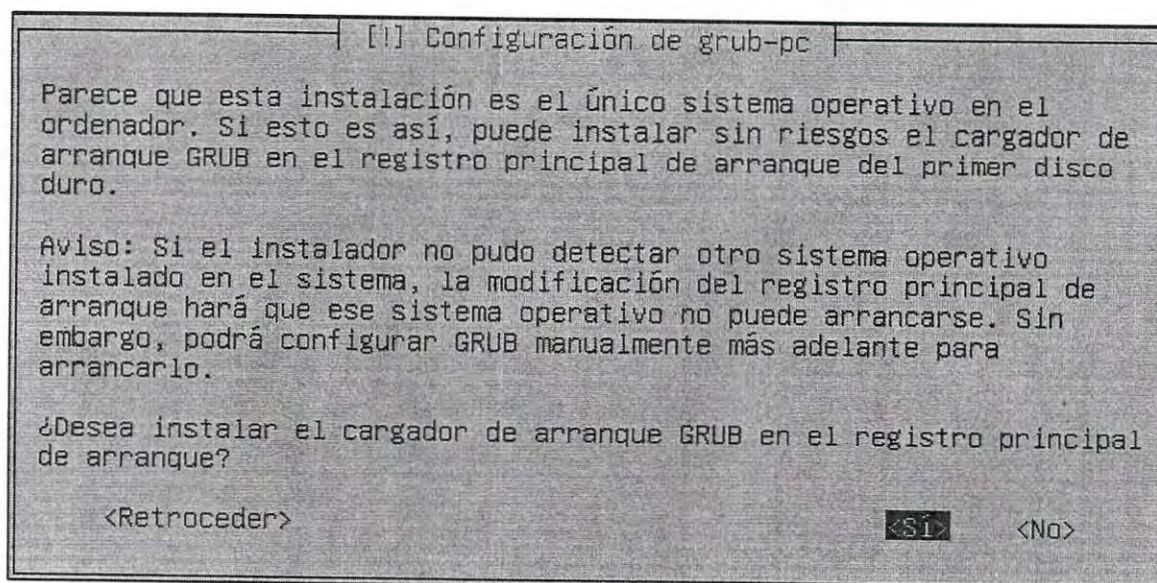 [!] Configuración de grub-pc
Parece que esta instalación es el único sistema operativo en el
ordenador. Si esto es así, puede instalar sin riesgos el cargador de
arranque GRUB en el registro principal de arranque del primer disco
duro.
Aviso: Si el instalador no pudo detectar otro sistema operativo
instalado en el sistema, la modificación del registro principal de
arranque hará que ese sistema operativo no puede arrancarse. Sin
embargo, podrá configurar GRUB manualmente más adelante para
arrancarlo.
¿Desea instalar el cargador de arranque GRUB en el registro principal
de arranque?
<Retroceder> <Sí> <No>